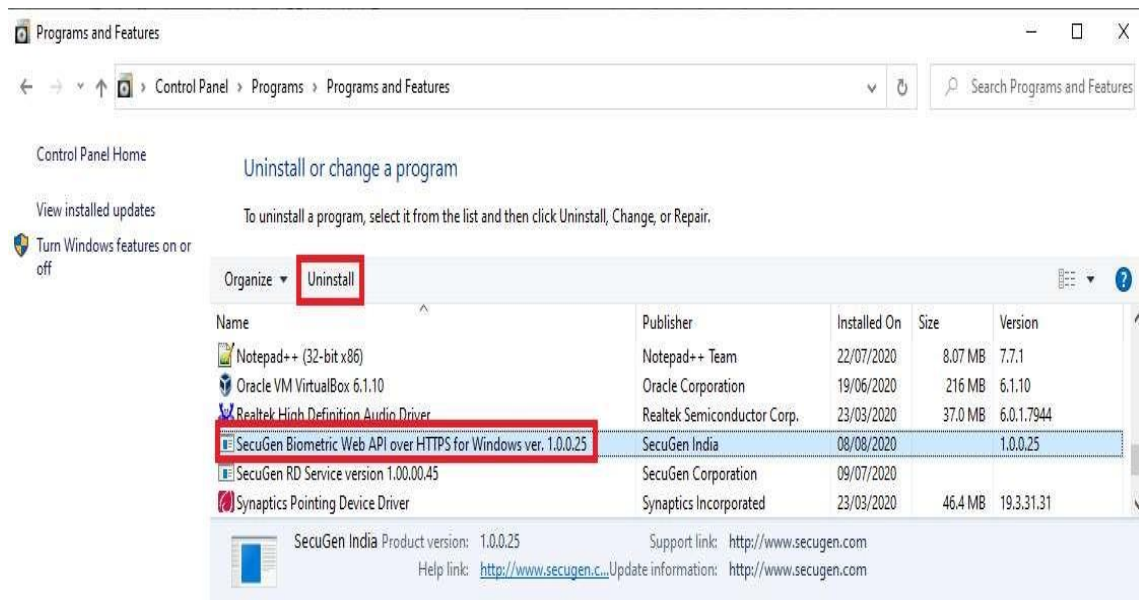 Programs and Features
Control Panel > Programs > Programs and Features
Search Programs and Features
Control Panel Home
View installed updates
Turn Windows features on or
off
Uninstall or change a program
To uninstall a program, select it from the list and then click Uninstall, Change, or Repair.
Organize Uninstall
Name Publisher Installed On Size Version
Notepad++ (32-bit x86) Notepad++ Team 22/07/2020 8.07 MB 7.7.1
Oracle VM VirtualBox 6.1.10 Oracle Corporation 19/06/2020 216 MB 6.1.10
Realtek High Definition Audio Driver Realtek Semiconductor Corp. 23/03/2020 37.0 MB 6.0.1.7944
SecuGen Biometric Web API over HTTPS for Windows ver. 1.0.0.25 SecuGen India 08/08/2020 1.0.0.25
SecuGen RD Service version 1.00.00.45 SecuGen Corporation 09/07/2020
Synaptics Pointing Device Driver Synaptics Incorporated 23/03/2020 46.4 MB 19.3.31.31
SecuGen India Product version: 1.0.0.25 Support link: http://www.secugen.com
Help link: http://www.secugen.c... Update information: http://www.secugen.com